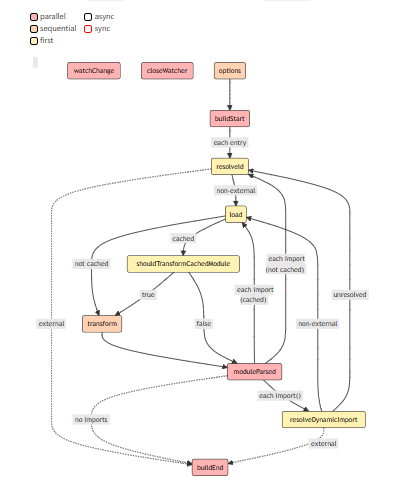 parallel
async
sequential
sync
first
watchChange
closeWatcher
options
buildStart
each entry
resolveId
non-external
load
cached
each import
(not cached)
not cached
shouldTransformCachedModule
each import
(cached)
true
unresolved
external
transform
false
non-external
moduleParsed
each import()
no imports
resolveDynamicImport
external
buildEnd